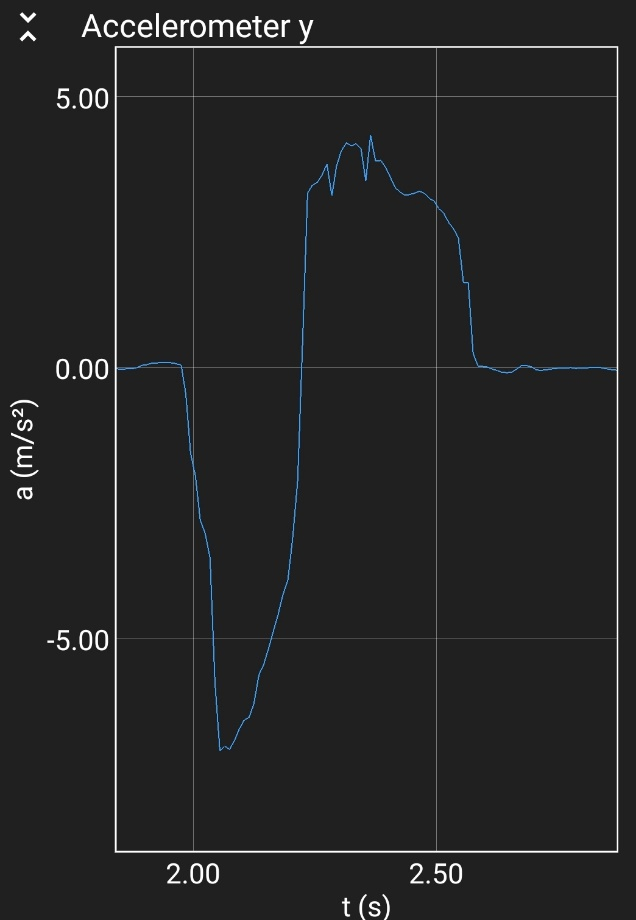 Accelerometer y
5.00
0.00
-5.00
a (m/s²)
2.00
2.50
t (s)